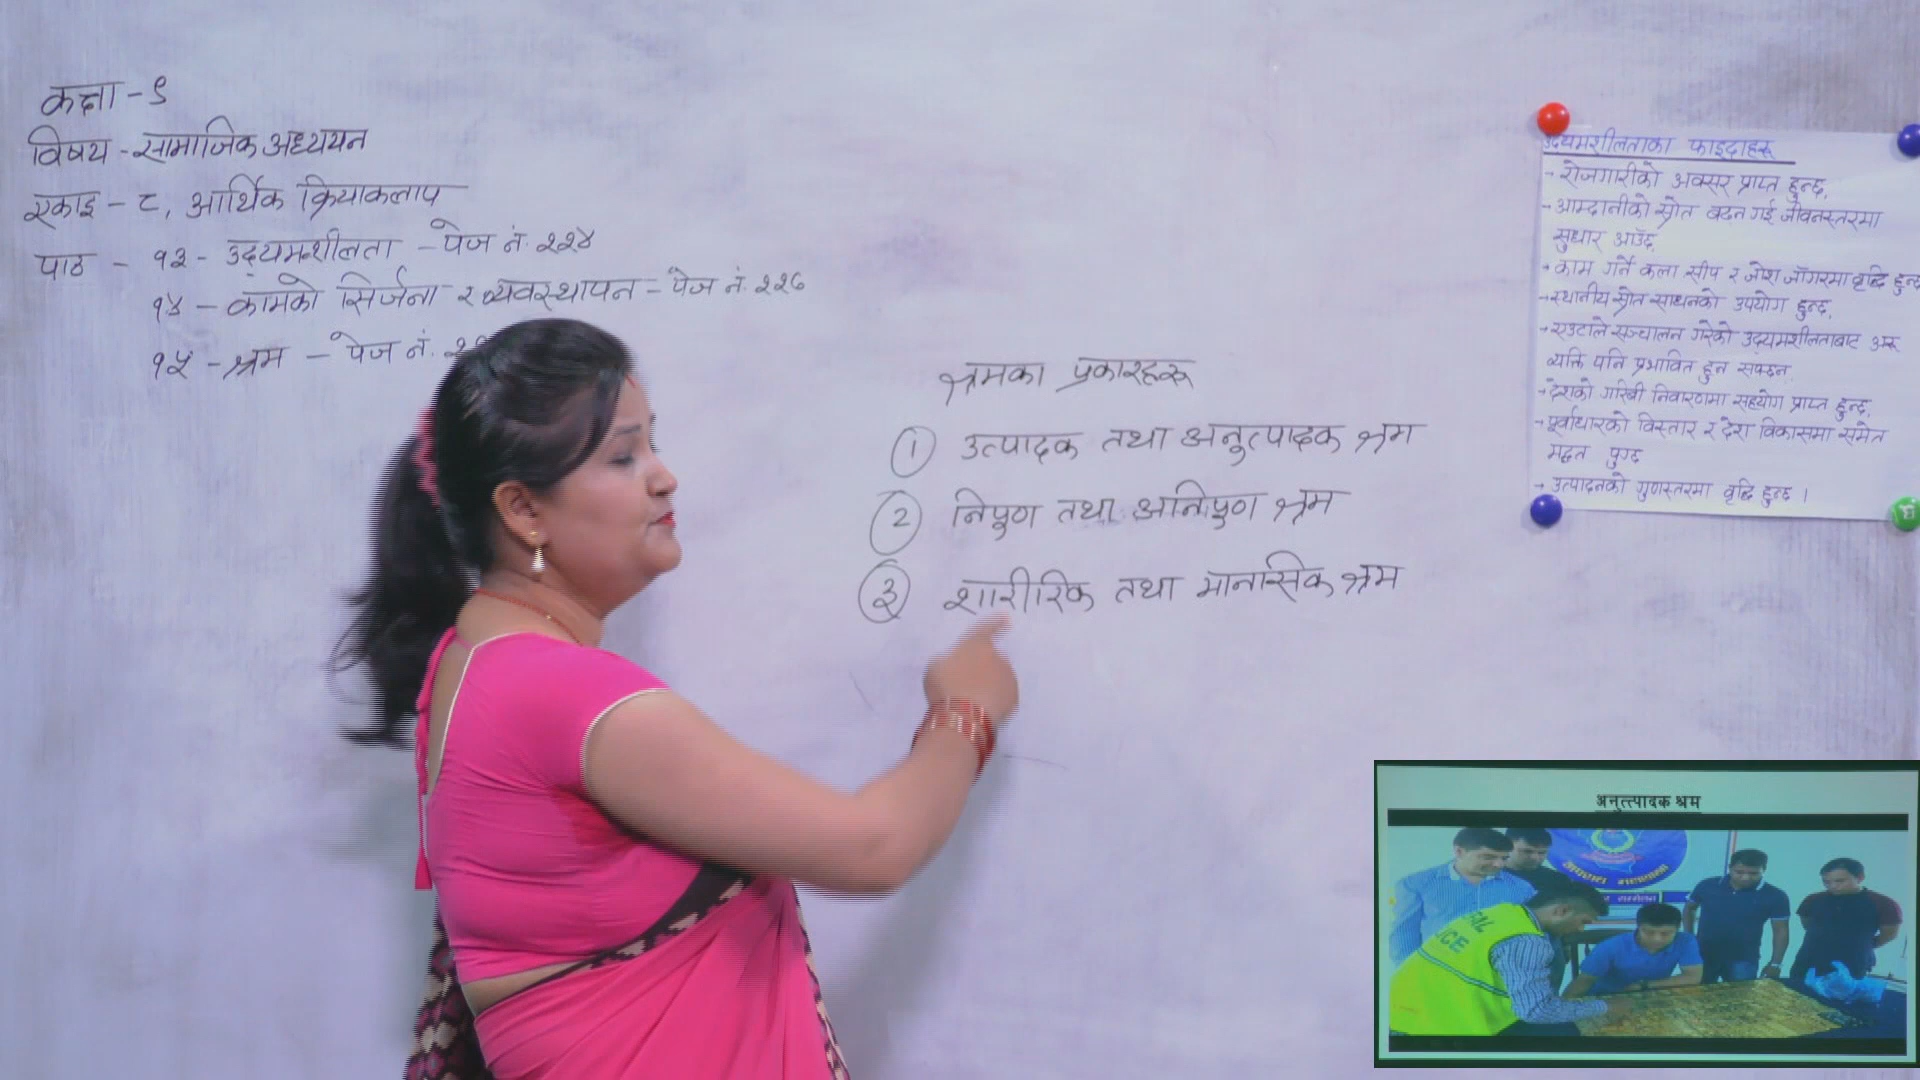 कक्षा - ९
विषय - सामाजिक अध्ययन
एकाइ - ८, आर्थिक क्रियाकलाप
पाठ - १३ - उद्यमशीलता - पेज नं. २२४
१४ - कामको सिर्जना र व्यवस्थापन - पेज नं. २२६
१५ - श्रम - पेज नं.
श्रमका प्रकारहरू
1 उत्पादक तथा अनुत्पादक श्रम
2 निपुण तथा अनिपुण श्रम
३ शारीरिक तथा मानसिक श्रम
उद्यमशीलताका फाइदाहरू
- रोजगारीको अवसर प्राप्त हुन्छ,
- आम्दानीको स्रोत बढ्न गई जीवनस्तरमा
सुधार आउँछ,
- काम गर्ने कला सीप र जोश जाँगरमा वृद्धि हुन्छ
- स्थानीय स्रोत साधनको उपयोग हुन्छ,
- एउटाले सञ्चालन गरेको उद्यमशीलताबाट अरू
व्यक्ति पनि प्रभावित हुन सक्छन्
- देशको गरिबी निवारणमा सहयोग प्राप्त हुन्छ,
- पूर्वाधारको विस्तार र देश विकासमा समेत
मद्दत पुग्छ
- उत्पादनको गुणस्तरमा वृद्धि हुन्छ ।
अनुत्त्पादक श्रम
अपराध महाशाखा